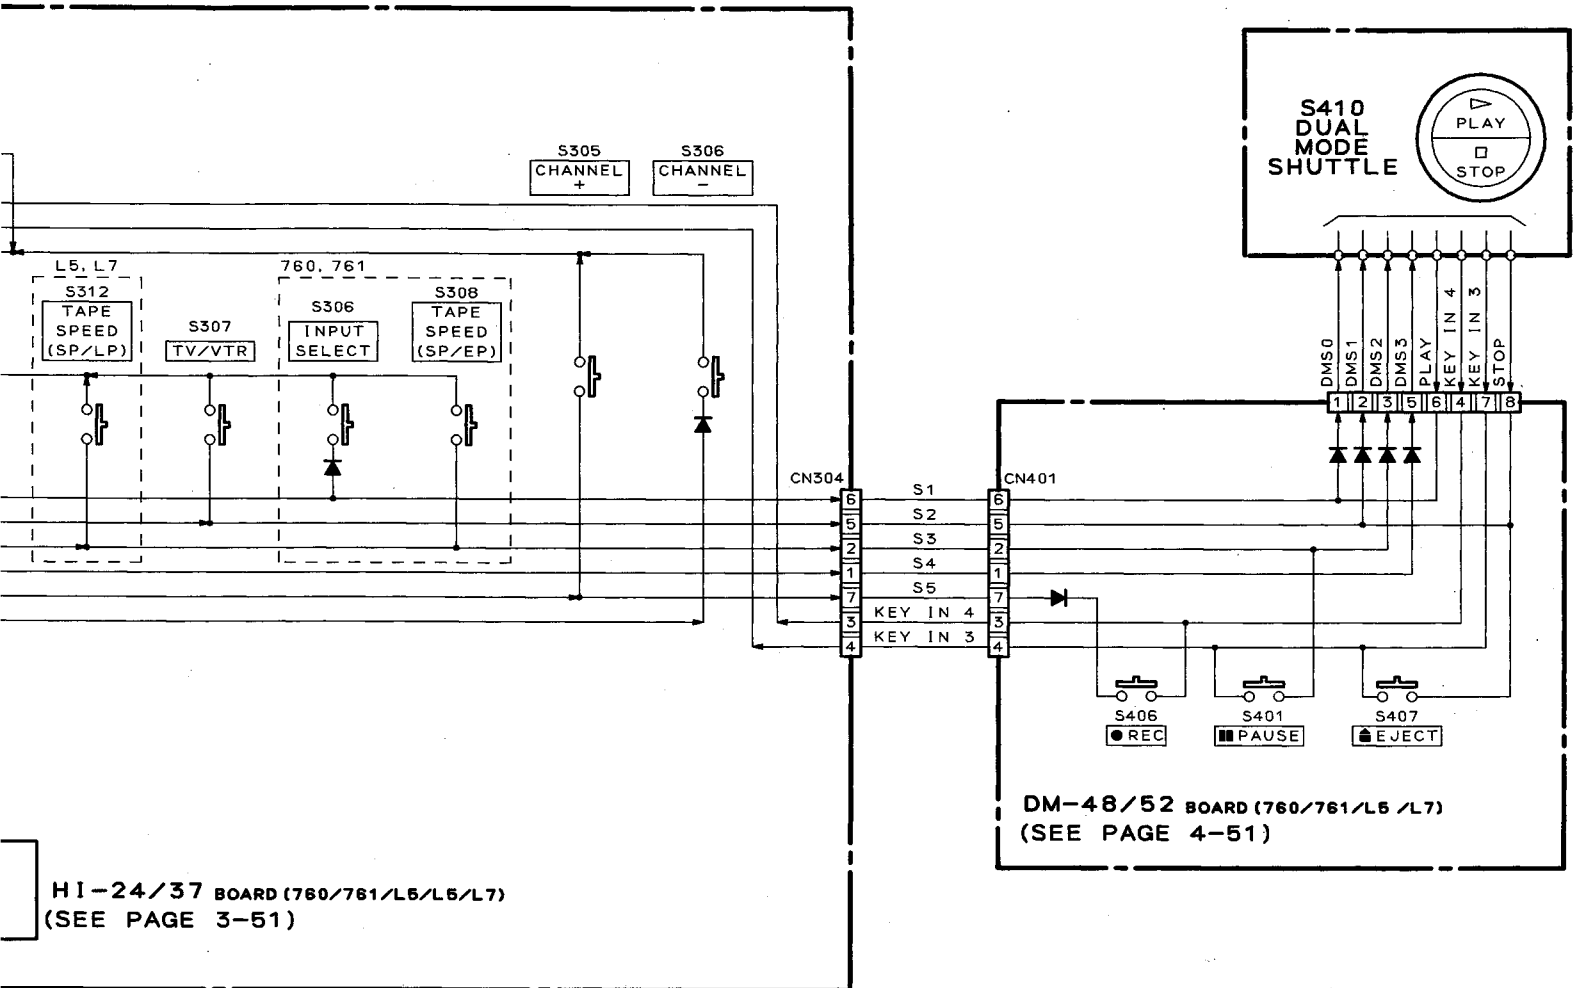 S410
DUAL
MODE
SHUTTLE
PLAY
STOP
S305
CHANNEL
+
S306
CHANNEL
−
L5, L7
S312
TAPE
SPEED
(SP/LP)
S307
TV/VTR
760, 761
S306
INPUT
SELECT
S308
TAPE
SPEED
(SP/EP)
DMS0
DMS1
DMS2
DMS3
PLAY
KEY IN 4
KEY IN 3
STOP
1 2 3 5 6 4 7 8
CN304
CN401
6 S1 6
5 S2 5
2 S3 2
1 S4 1
7 S5 7
3 KEY IN 4 3
4 KEY IN 3 4
S406
REC
S401
PAUSE
S407
EJECT
DM-48/52 BOARD (760/761/L5 /L7)
(SEE PAGE 4-51)
HI-24/37 BOARD (760/761/L5/L5/L7)
(SEE PAGE 3-51)